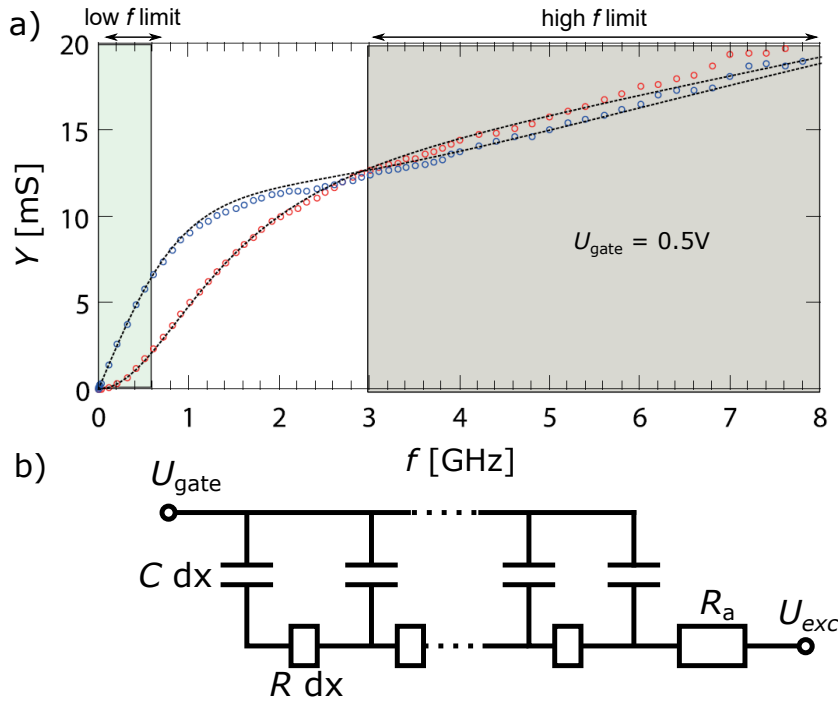 low f limit
high f limit
a)
20
15
10
5
0
Y [mS]
U_gate = 0.5V
0 1 2 3 4 5 6 7 8
f [GHz]
b)
U_gate
C dx
R_a
U_exc
R dx